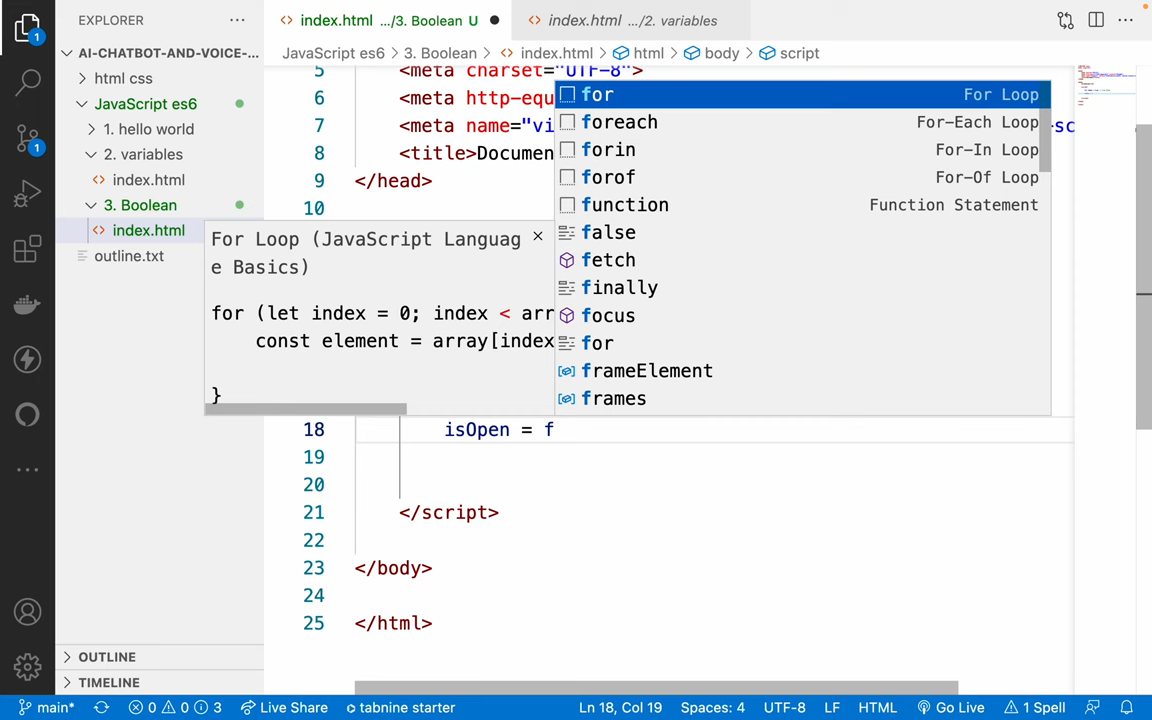 EXPLORER
index.html .../3. Boolean U
index.html .../2. variables
AI-CHATBOT-AND-VOICE-...
JavaScript es6 > 3. Boolean > index.html > html > body > script
html css
JavaScript es6
1. hello world
2. variables
index.html
3. Boolean
index.html
outline.txt
OUTLINE
TIMELINE
1
1
5 <meta charset="UTF-8">
6 <meta http-equ
7 <meta name="vi
-sc
8 <title>Documen
9 </head>
10
for For Loop
foreach For-Each Loop
forin For-In Loop
forof For-Of Loop
function Function Statement
false
fetch
finally
focus
for
frameElement
frames
For Loop (JavaScript Languag
e Basics)
for (let index = 0; index < arr
const element = array[index
}
18 isOpen = f
19
20
21 </script>
22
23 </body>
24
25 </html>
main* 0 0 3 Live Share tabnine starter Ln 18, Col 19 Spaces: 4 UTF-8 LF HTML Go Live 1 Spell